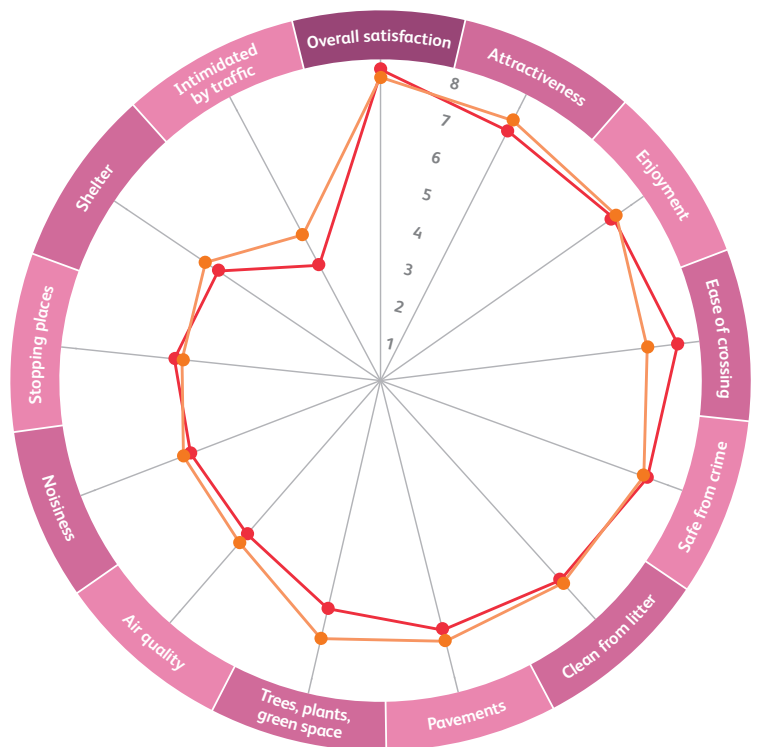 Overall satisfaction
Attractiveness
Enjoyment
Ease of crossing
Safe from crime
Clean from litter
Pavements
Trees, plants,
green space
Air quality
Noisiness
Stopping places
Shelter
Intimidated
by traffic
8
7
6
5
4
3
2
1